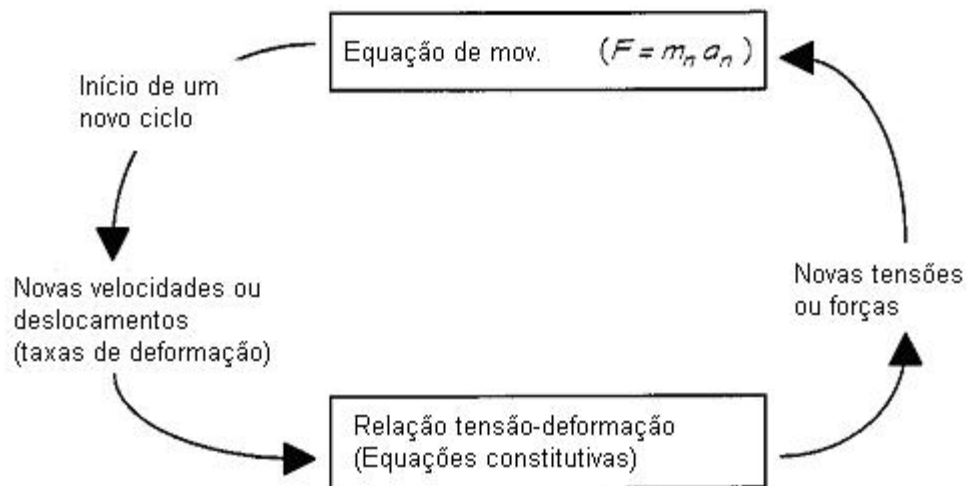 Equação de mov. (F = mₙ aₙ )
Início de um
novo ciclo
Novas velocidades ou
deslocamentos
(taxas de deformação)
Relação tensão-deformação
(Equações constitutivas)
Novas tensões
ou forças